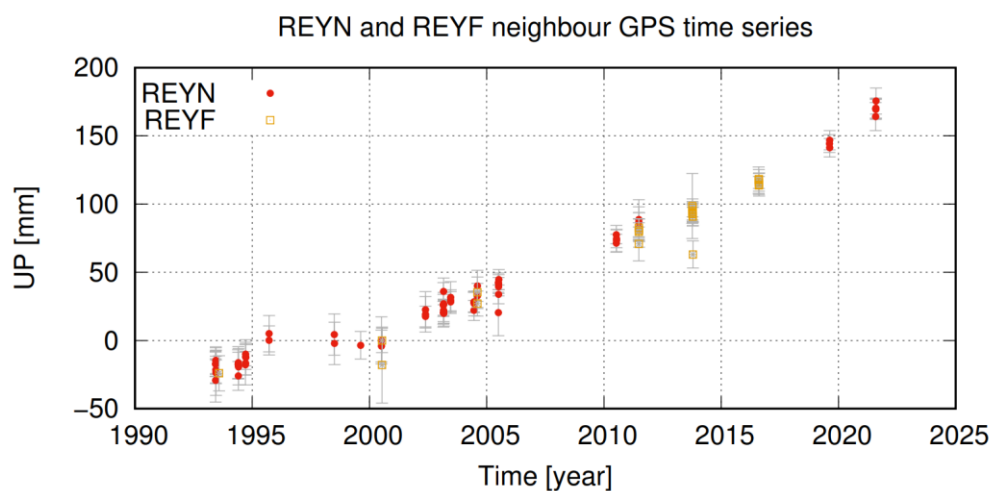 REYN and REYF neighbour GPS time series
200
150
100
50
0
−50
UP [mm]
REYN
REYF
1990 1995 2000 2005 2010 2015 2020 2025
Time [year]